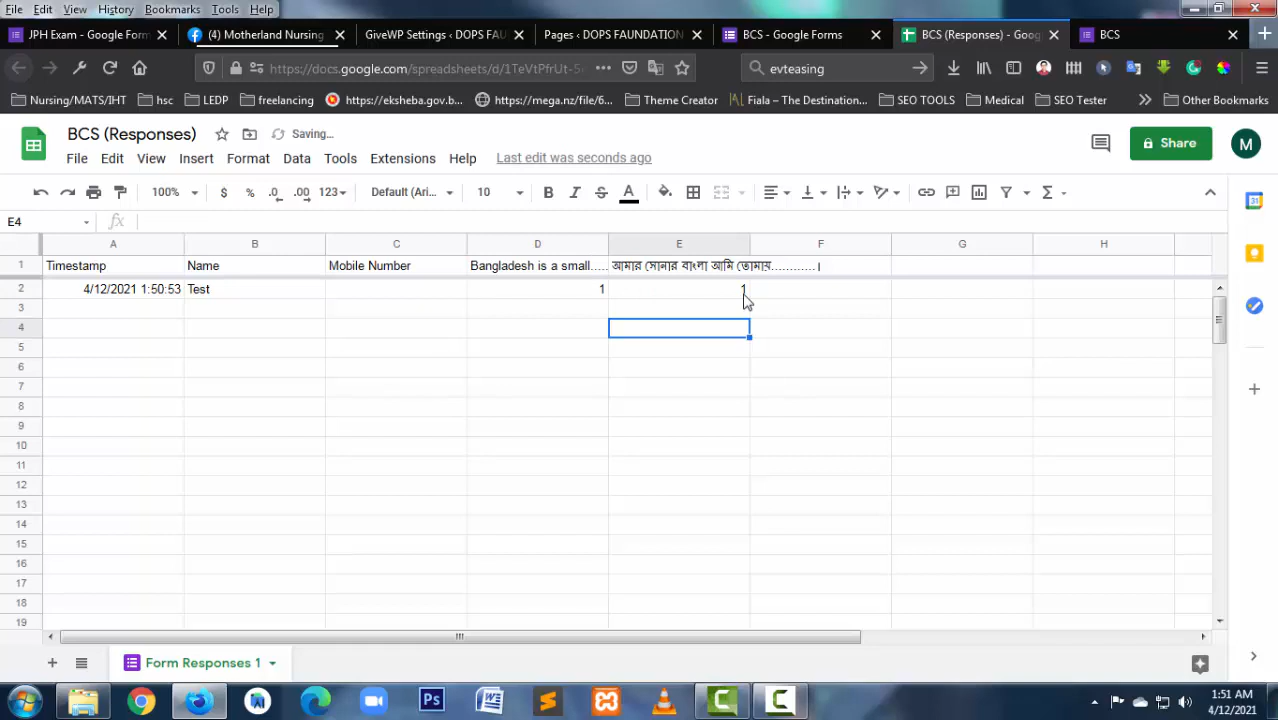 File Edit View History Bookmarks Tools Help
JPH Exam - Google Form (4) Motherland Nursing GiveWP Settings ‹ DOPS FAUN Pages ‹ DOPS FOUNDATION BCS - Google Forms BCS (Responses) - Goog BCS
https://docs.google.com/spreadsheets/d/1TeVtPfrUt-5 evteasing
Nursing/MATS/IHT hsc LEDP freelancing https://eksheba.gov.b... https://mega.nz/file/6... Theme Creator Fiala – The Destination... SEO TOOLS Medical SEO Tester Other Bookmarks
BCS (Responses) Saving...
File Edit View Insert Format Data Tools Extensions Help Last edit was seconds ago
Share M
100% $ % .0 .00 123 Default (Ari... 10 B I S A
E4 fx
A B C D E F G H
1 Timestamp Name Mobile Number Bangladesh is a small..... আমার সোনার বাংলা আমি তোমায়............।
2 4/12/2021 1:50:53 Test 1 1
3
4
5
6
7
8
9
10
11
12
13
14
15
16
17
18
19
Form Responses 1
1:51 AM
4/12/2021